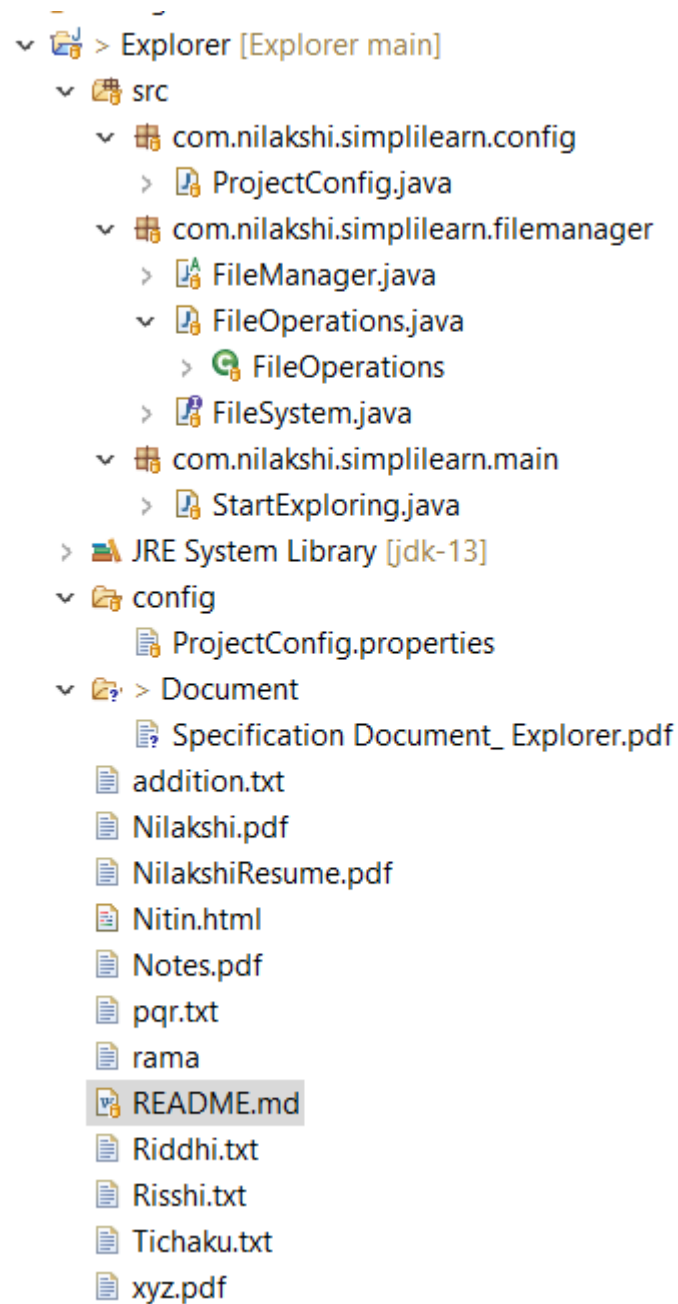 > Explorer [Explorer main]
src
com.nilakshi.simplilearn.config
ProjectConfig.java
com.nilakshi.simplilearn.filemanager
FileManager.java
FileOperations.java
FileOperations
FileSystem.java
com.nilakshi.simplilearn.main
StartExploring.java
JRE System Library [jdk-13]
config
ProjectConfig.properties
> Document
Specification Document_ Explorer.pdf
addition.txt
Nilakshi.pdf
NilakshiResume.pdf
Nitin.html
Notes.pdf
pqr.txt
rama
README.md
Riddhi.txt
Risshi.txt
Tichaku.txt
xyz.pdf